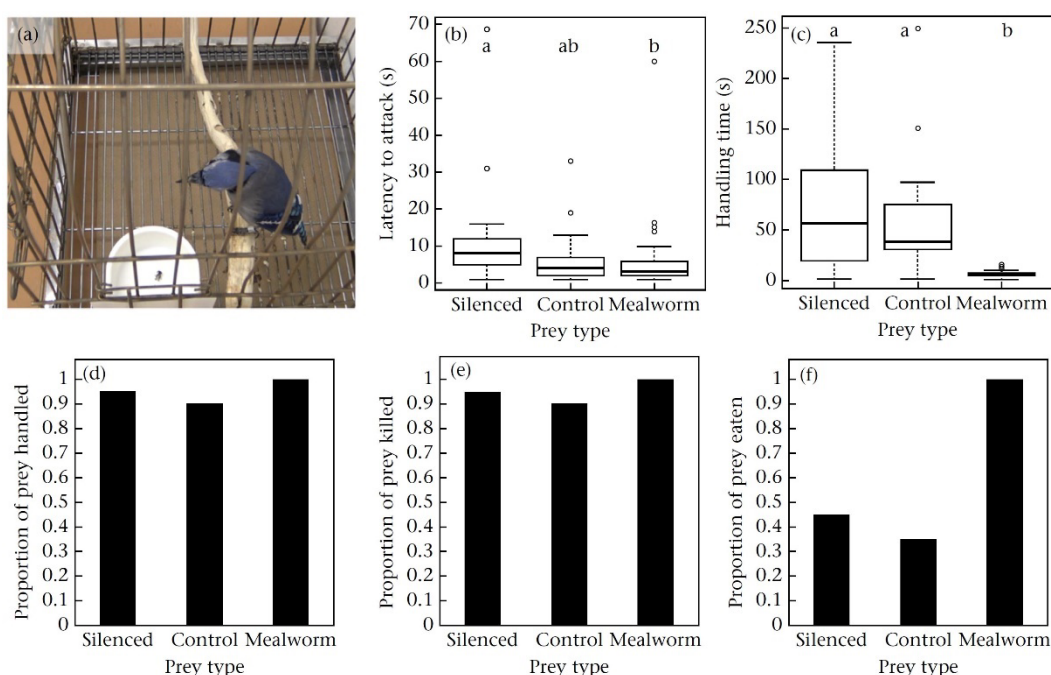 (a)
(b)
70
60
50
40
30
20
10
0
Latency to attack (s)
a
ab
b
Silenced
Control
Mealworm
Prey type
(c)
250
200
150
100
50
0
Handling time (s)
a
a
b
Silenced
Control
Mealworm
Prey type
(d)
1
0.9
0.8
0.7
0.6
0.5
0.4
0.3
0.2
0.1
0
Proportion of prey handled
Silenced
Control
Mealworm
Prey type
(e)
1
0.9
0.8
0.7
0.6
0.5
0.4
0.3
0.2
0.1
0
Proportion of prey killed
Silenced
Control
Mealworm
Prey type
(f)
1
0.9
0.8
0.7
0.6
0.5
0.4
0.3
0.2
0.1
0
Proportion of prey eaten
Silenced
Control
Mealworm
Prey type